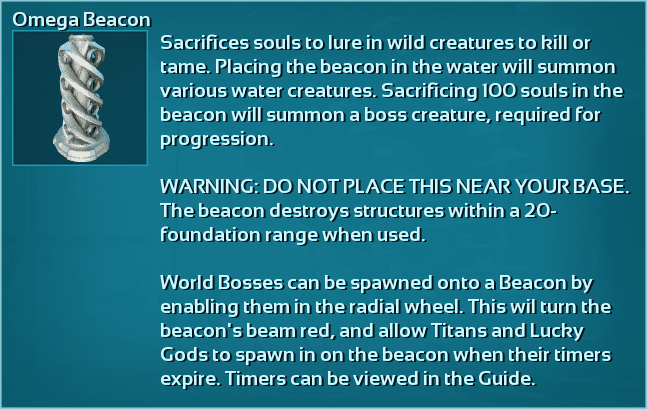 Omega Beacon
Sacrifices souls to lure in wild creatures to kill or
tame. Placing the beacon in the water will summon
various water creatures. Sacrificing 100 souls in the
beacon will summon a boss creature, required for
progression.
WARNING: DO NOT PLACE THIS NEAR YOUR BASE.
The beacon destroys structures within a 20-
foundation range when used.
World Bosses can be spawned onto a Beacon by
enabling them in the radial wheel. This wil turn the
beacon's beam red, and allow Titans and Lucky
Gods to spawn in on the beacon when their timers
expire. Timers can be viewed in the Guide.